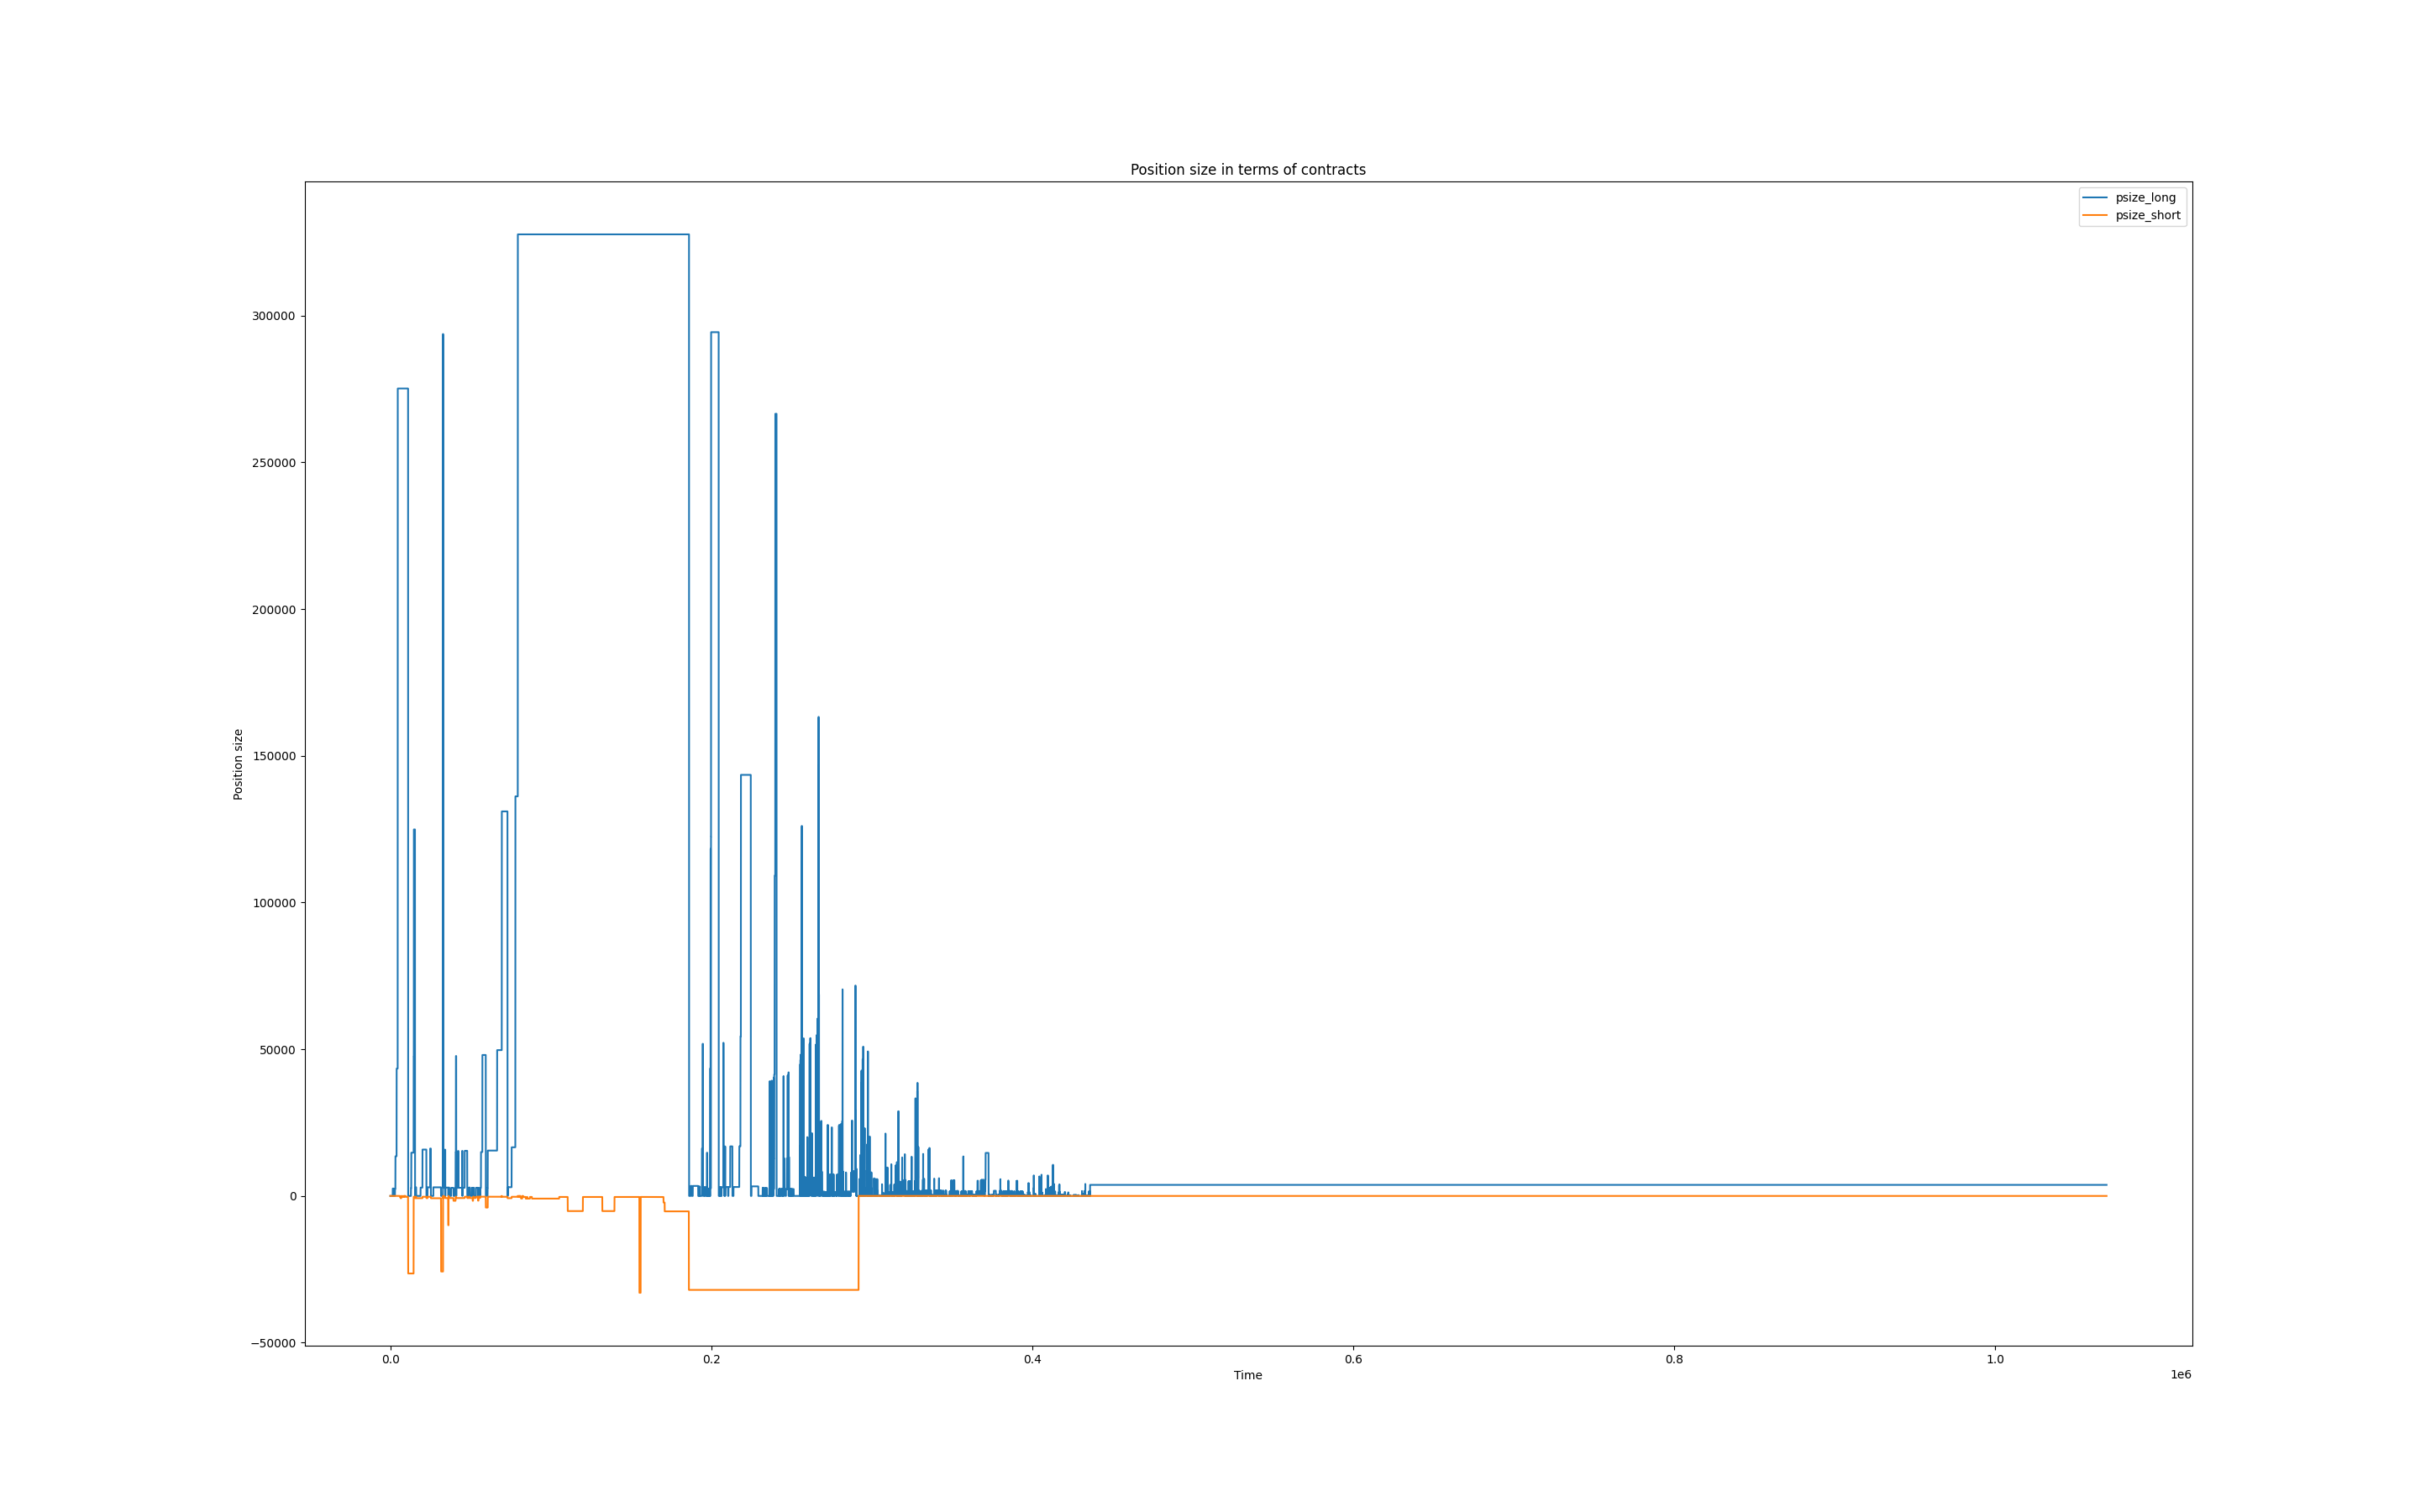 Position size in terms of contracts
psize_long
psize_short
Position size
300000
250000
200000
150000
100000
50000
0
−50000
0.0 0.2 0.4 0.6 0.8 1.0
Time
1e6